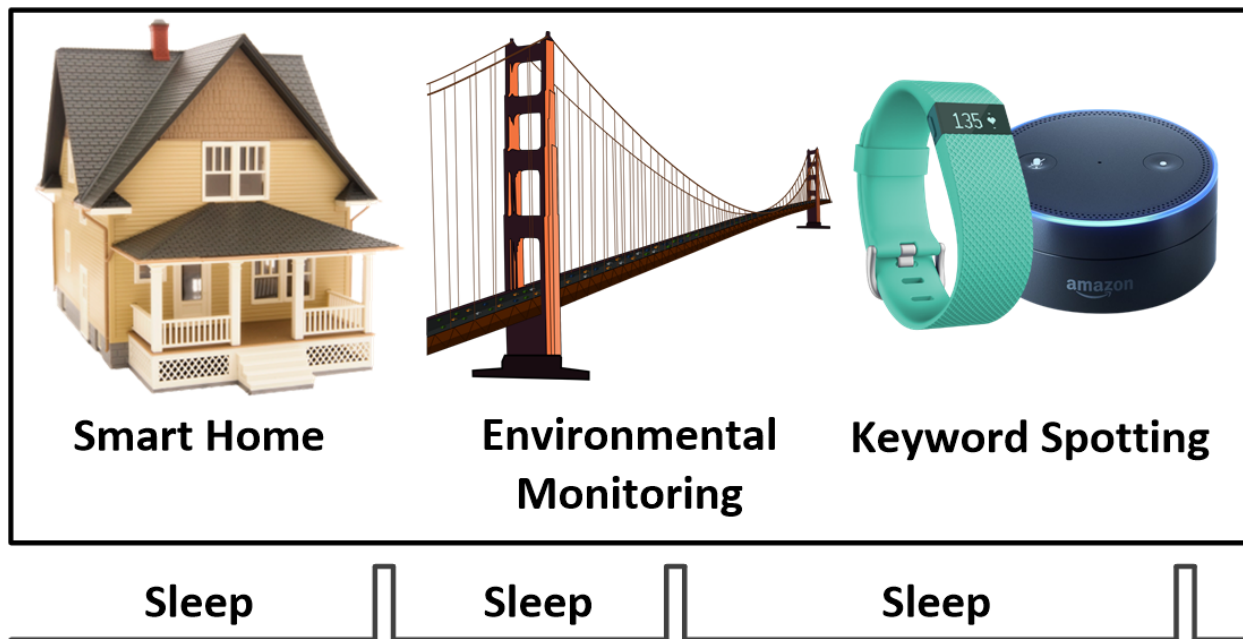 135
amazon
Smart Home
Environmental
Monitoring
Keyword Spotting
Sleep
Sleep
Sleep